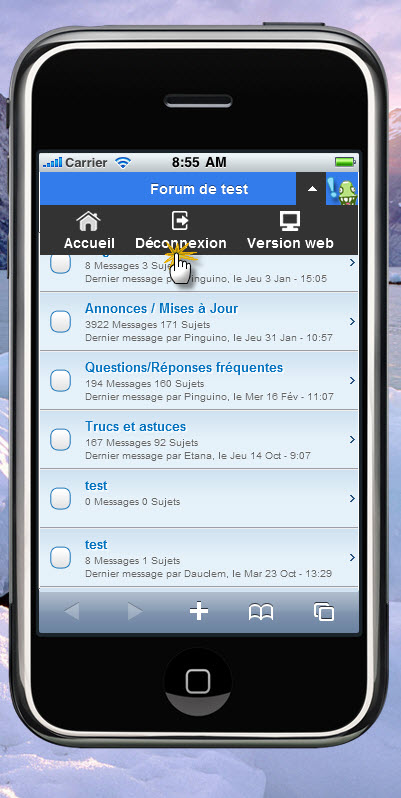 Carrier 8:55 AM
Forum de test
Accueil Déconnexion Version web
8 Messages 3 Sujets
Dernier message par Pinguino, le Jeu 3 Jan - 15:05
Annonces / Mises à Jour
3922 Messages 171 Sujets
Dernier message par Pinguino, le Jeu 31 Jan - 10:57
Questions/Réponses fréquentes
194 Messages 160 Sujets
Dernier message par Pinguino, le Mer 16 Fév - 11:07
Trucs et astuces
167 Messages 92 Sujets
Dernier message par Etana, le Jeu 14 Oct - 9:07
test
0 Messages 0 Sujets
test
8 Messages 1 Sujets
Dernier message par Dauclem, le Mar 23 Oct - 13:29